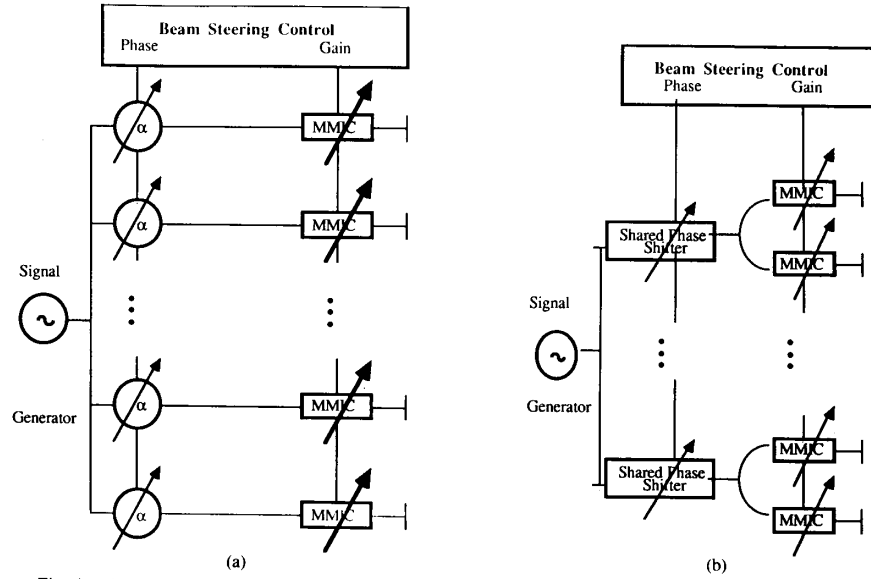 Beam Steering Control
Phase Gain
α MMIC
α MMIC
Signal
~
Generator
α MMIC
α MMIC
(a)
Beam Steering Control
Phase Gain
MMIC
Shared Phase
Shifter
MMIC
Signal
~
Generator
MMIC
Shared Phase
Shifter
MMIC
(b)